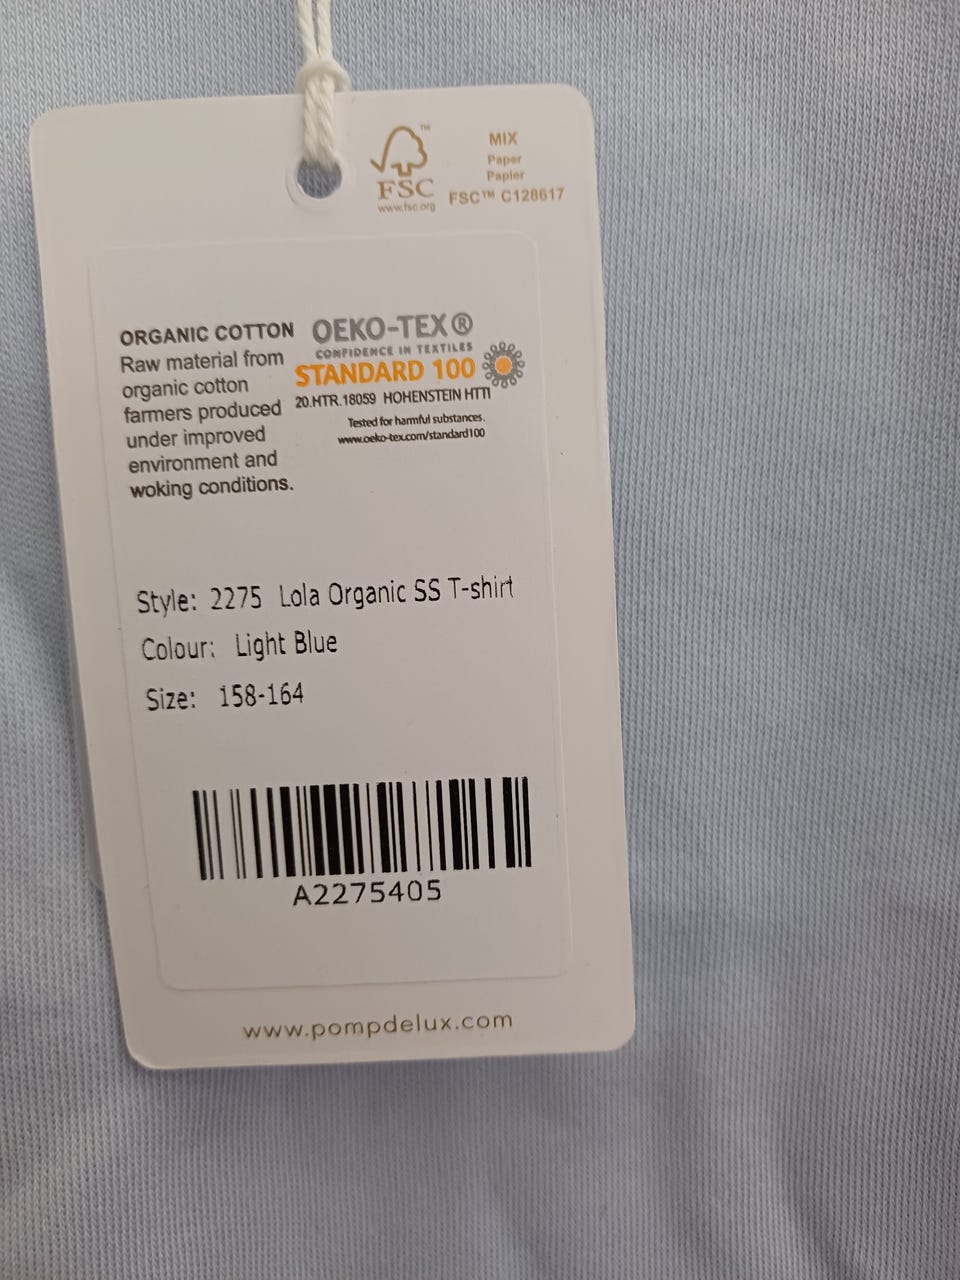 FSC™
www.fsc.org
MIX
Paper
Papier
FSC™ C128617
ORGANIC COTTON
Raw material from
organic cotton
farmers produced
under improved
environment and
woking conditions.
OEKO-TEX®
CONFIDENCE IN TEXTILES
STANDARD 100
20.HTR.18059 HOHENSTEIN HTTI
Tested for harmful substances.
www.oeko-tex.com/standard100
Style: 2275 Lola Organic SS T-shirt
Colour: Light Blue
Size: 158-164
A2275405
www.pompdelux.com